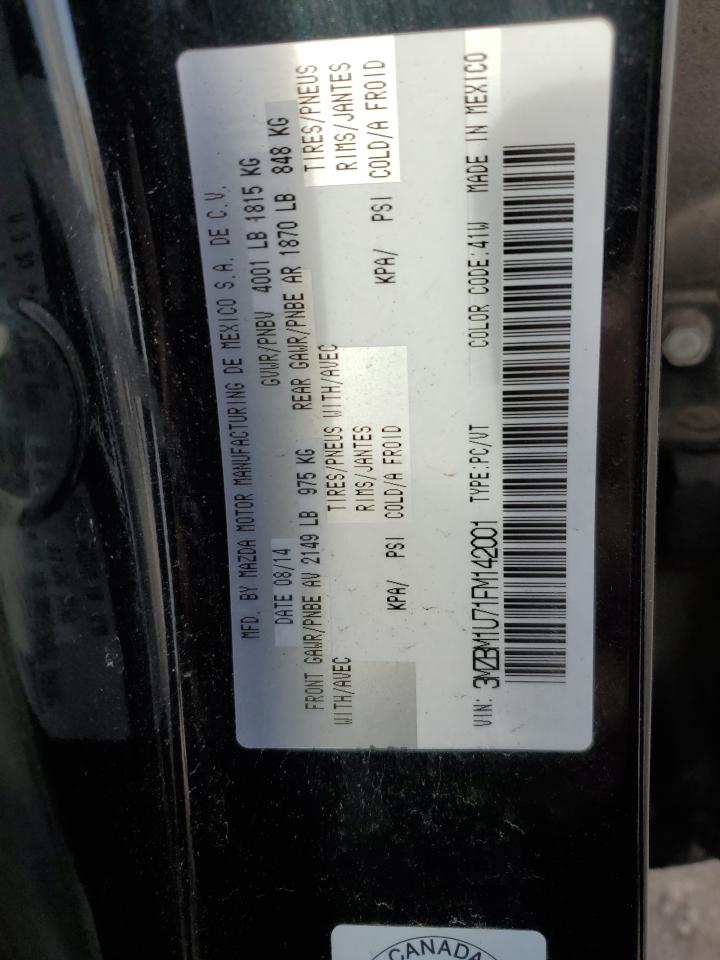 MFD. BY MAZDA MOTOR MANUFACTURING DE MEXICO S.A. DE C.V.
DATE 08/14 GVWR/PNBV 4001 LB 1815 KG
FRONT GAWR/PNBE AV 2149 LB 975 KG REAR GAWR/PNBE AR 1870 LB 848 KG
WITH/AVEC TIRES/PNEUS WITH/AVEC TIRES/PNEUS
RIMS/JANTES RIMS/JANTES
KPA/ PSI COLD/A FROID KPA/ PSI COLD/A FROID
VIN: 3MZBM1U71FM142001 TYPE:PC/VT COLOR CODE:41W MADE IN MEXICO
CANADA